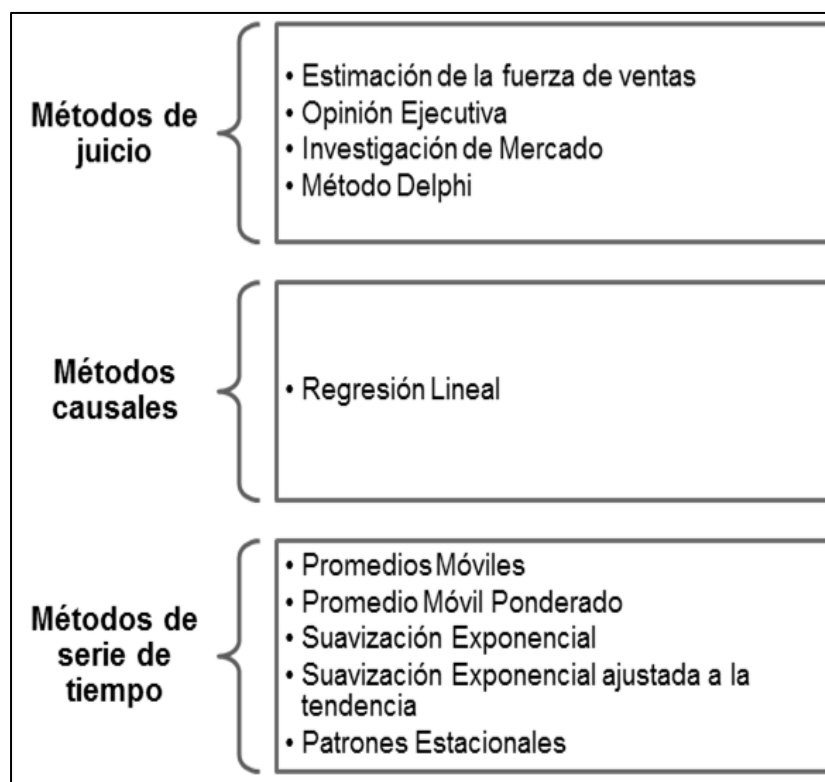 Métodos de
juicio
• Estimación de la fuerza de ventas
• Opinión Ejecutiva
• Investigación de Mercado
• Método Delphi
Métodos
causales
• Regresión Lineal
Métodos de
serie de
tiempo
• Promedios Móviles
• Promedio Móvil Ponderado
• Suavización Exponencial
• Suavización Exponencial ajustada a la
tendencia
• Patrones Estacionales